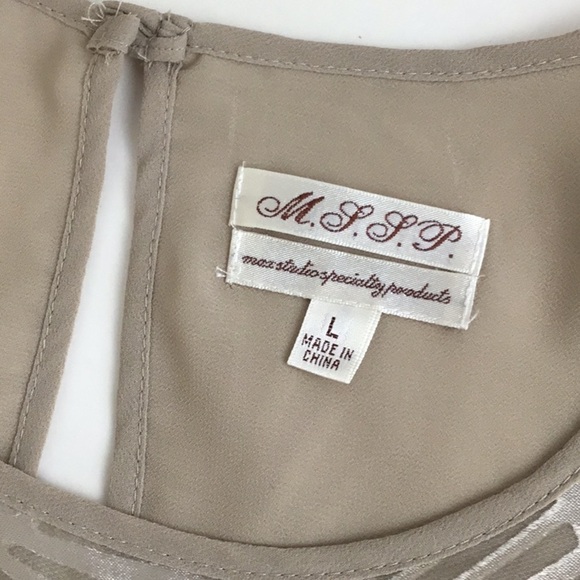 M.S.S.P.
max studio specialty products
L
MADE IN
CHINA